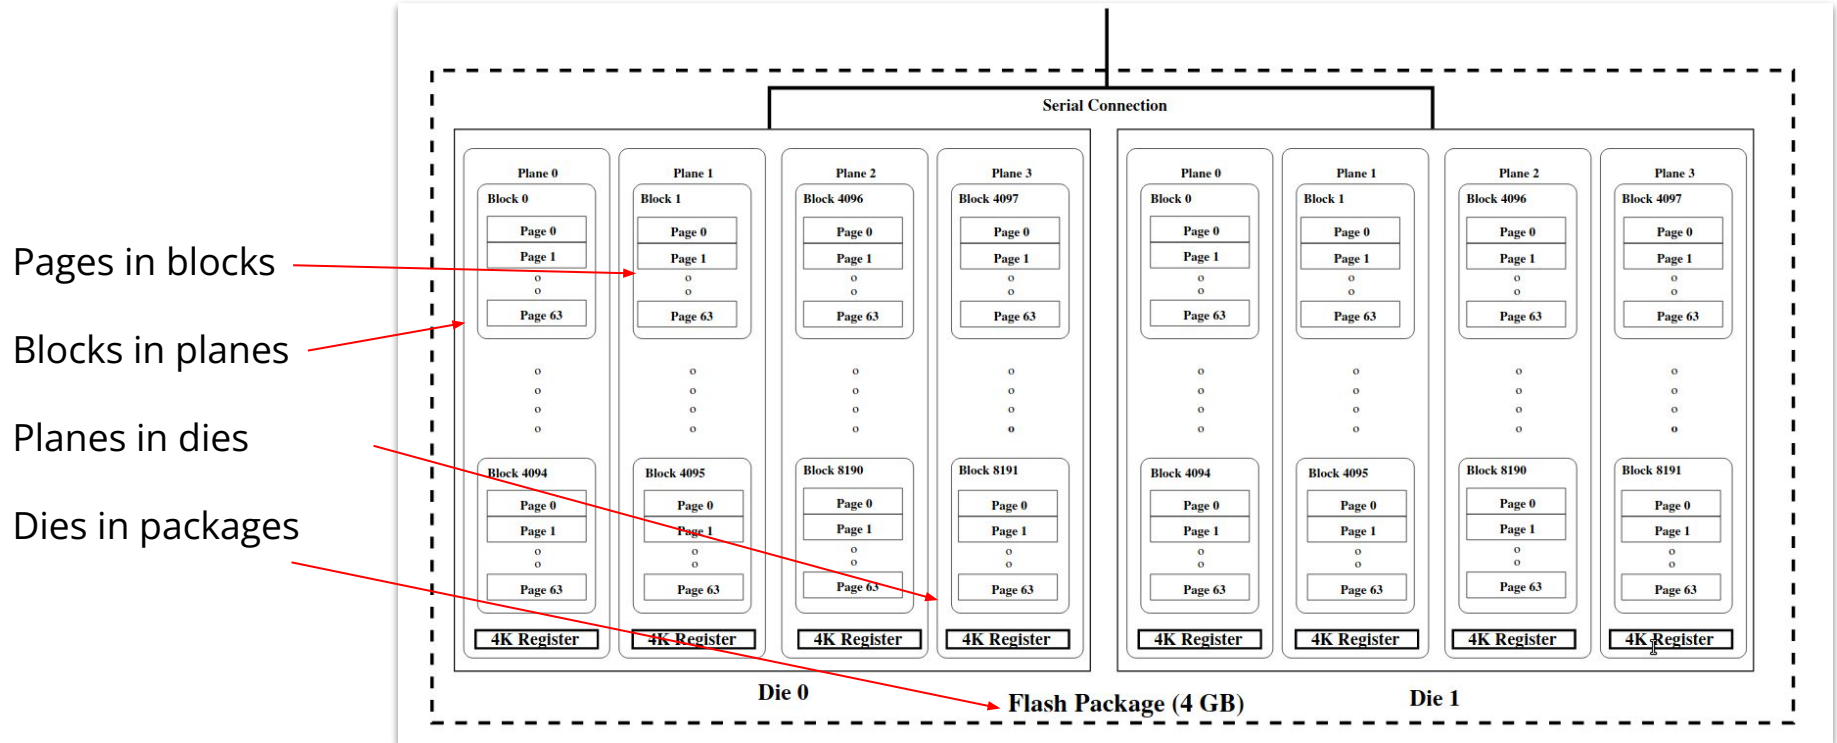 Pages in blocks
Blocks in planes
Planes in dies
Dies in packages
Serial Connection
Plane 0
Block 0
Page 0
Page 1
o
o
Page 63
o
o
o
o
Block 4094
Page 0
Page 1
o
o
Page 63
4K Register
Plane 1
Block 1
Page 0
Page 1
o
o
Page 63
o
o
o
o
Block 4095
Page 0
Page 1
o
o
Page 63
4K Register
Plane 2
Block 4096
Page 0
Page 1
o
o
Page 63
o
o
o
o
Block 8190
Page 0
Page 1
o
o
Page 63
4K Register
Plane 3
Block 4097
Page 0
Page 1
o
o
Page 63
o
o
o
o
Block 8191
Page 0
Page 1
o
o
Page 63
4K Register
Die 0
Plane 0
Block 0
Page 0
Page 1
o
o
Page 63
o
o
o
o
Block 4094
Page 0
Page 1
o
o
Page 63
4K Register
Plane 1
Block 1
Page 0
Page 1
o
o
Page 63
o
o
o
o
Block 4095
Page 0
Page 1
o
o
Page 63
4K Register
Plane 2
Block 4096
Page 0
Page 1
o
o
Page 63
o
o
o
o
Block 8190
Page 0
Page 1
o
o
Page 63
4K Register
Plane 3
Block 4097
Page 0
Page 1
o
o
Page 63
o
o
o
o
Block 8191
Page 0
Page 1
o
o
Page 63
4K Register
Die 1
Flash Package (4 GB)